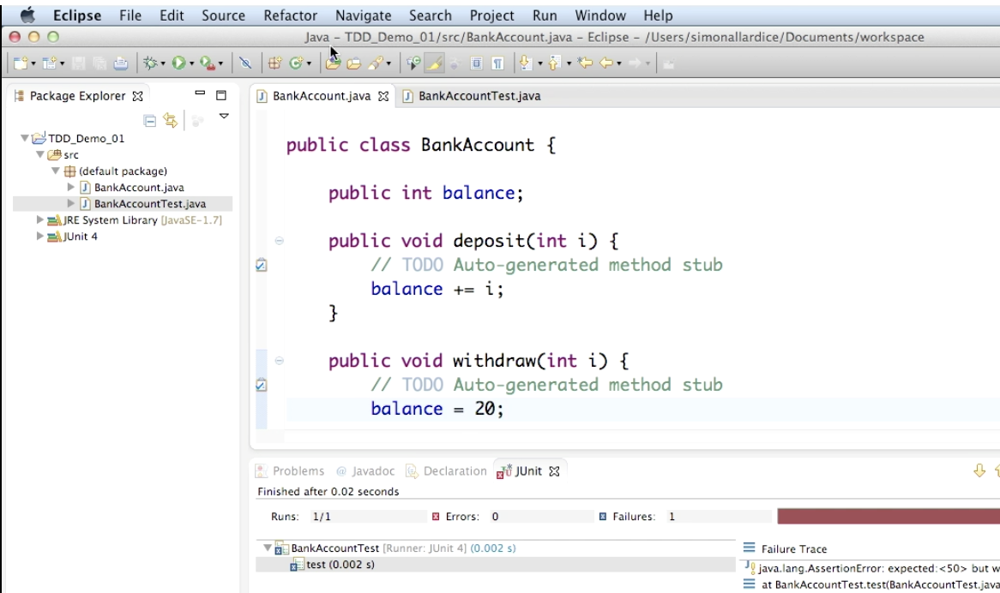 Eclipse File Edit Source Refactor Navigate Search Project Run Window Help
Java - TDD_Demo_01/src/BankAccount.java - Eclipse - /Users/simonallardice/Documents/workspace
Package Explorer
BankAccount.java
BankAccountTest.java
TDD_Demo_01
src
(default package)
BankAccount.java
BankAccountTest.java
JRE System Library [JavaSE-1.7]
JUnit 4
public class BankAccount {
public int balance;
public void deposit(int i) {
// TODO Auto-generated method stub
balance += i;
}
public void withdraw(int i) {
// TODO Auto-generated method stub
balance = 20;
Problems @ Javadoc Declaration JUnit
Finished after 0.02 seconds
Runs: 1/1 Errors: 0 Failures: 1
BankAccountTest [Runner: JUnit 4] (0.002 s)
test (0.002 s)
Failure Trace
java.lang.AssertionError: expected:<50> but w
at BankAccountTest.test(BankAccountTest.java